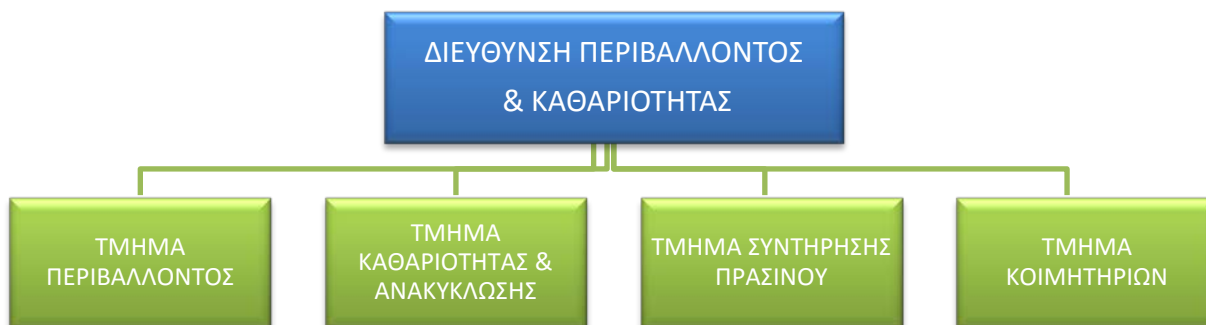 ΔΙΕΥΘΥΝΣΗ ΠΕΡΙΒΑΛΛΟΝΤΟΣ
& ΚΑΘΑΡΙΟΤΗΤΑΣ
ΤΜΗΜΑ
ΠΕΡΙΒΑΛΛΟΝΤΟΣ
ΤΜΗΜΑ
ΚΑΘΑΡΙΟΤΗΤΑΣ &
ΑΝΑΚΥΚΛΩΣΗΣ
ΤΜΗΜΑ ΣΥΝΤΗΡΗΣΗΣ
ΠΡΑΣΙΝΟΥ
ΤΜΗΜΑ
ΚΟΙΜΗΤΗΡΙΩΝ